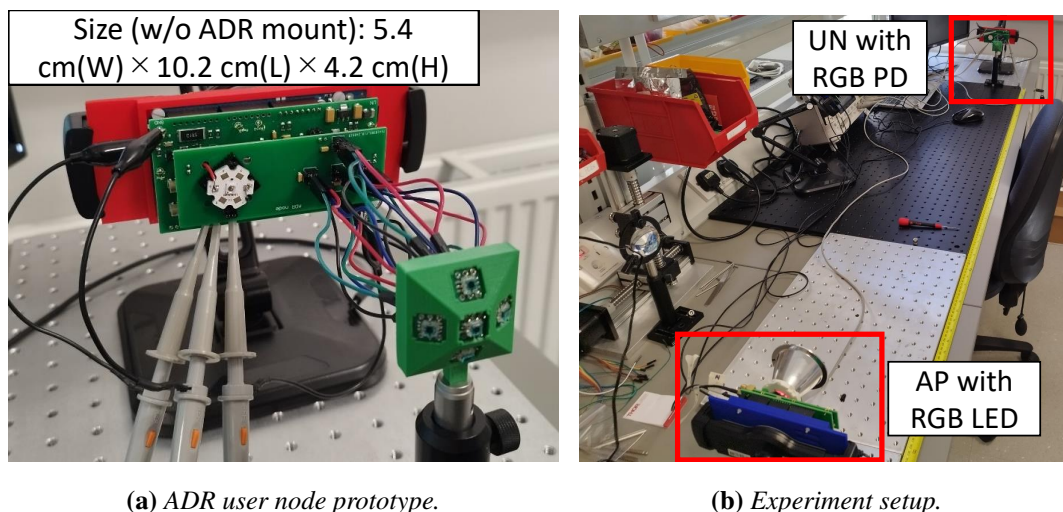 Size (w/o ADR mount): 5.4
cm(W) × 10.2 cm(L) × 4.2 cm(H)
UN with
RGB PD
AP with
RGB LED
(a) ADR user node prototype.
(b) Experiment setup.